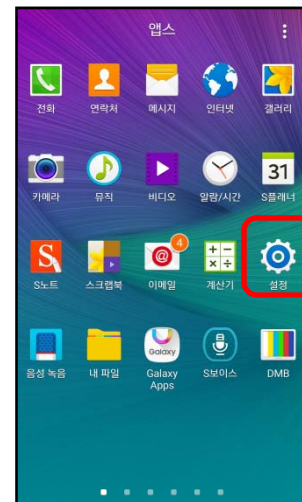 앱스
전화 연락처 메시지 인터넷 갤러리
31
카메라 뮤직 비디오 알람/시간 S플래너
4
S노트 스크랩북 이메일 계산기 설정
Galaxy
음성 녹음 내 파일 Galaxy Apps S보이스 DMB